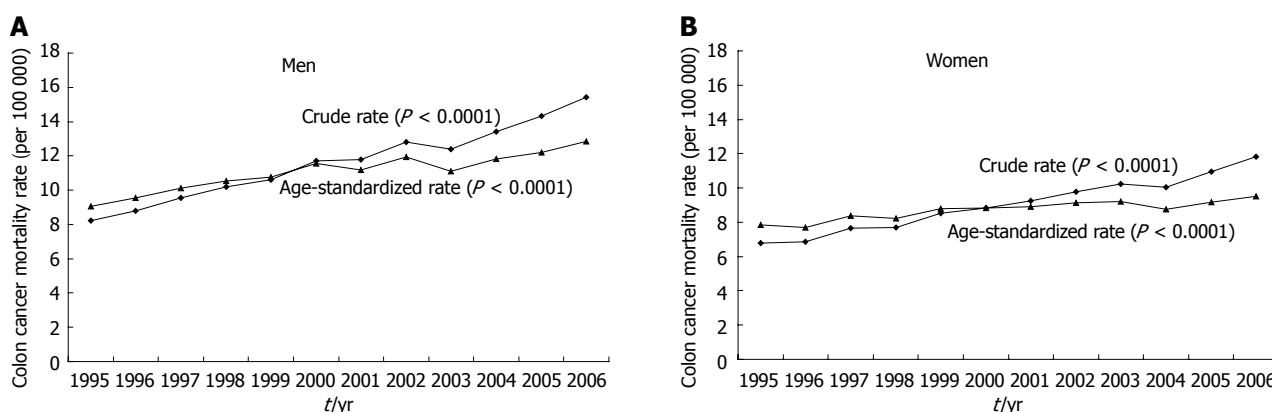 A
Colon cancer mortality rate (per 100 000)
18
16
14
12
10
8
6
4
2
0
Men
Crude rate (P < 0.0001)
Age-standardized rate (P < 0.0001)
1995 1996 1997 1998 1999 2000 2001 2002 2003 2004 2005 2006
t/yr
B
Colon cancer mortality rate (per 100 000)
18
16
14
12
10
8
6
4
2
0
Women
Crude rate (P < 0.0001)
Age-standardized rate (P < 0.0001)
1995 1996 1997 1998 1999 2000 2001 2002 2003 2004 2005 2006
t/yr